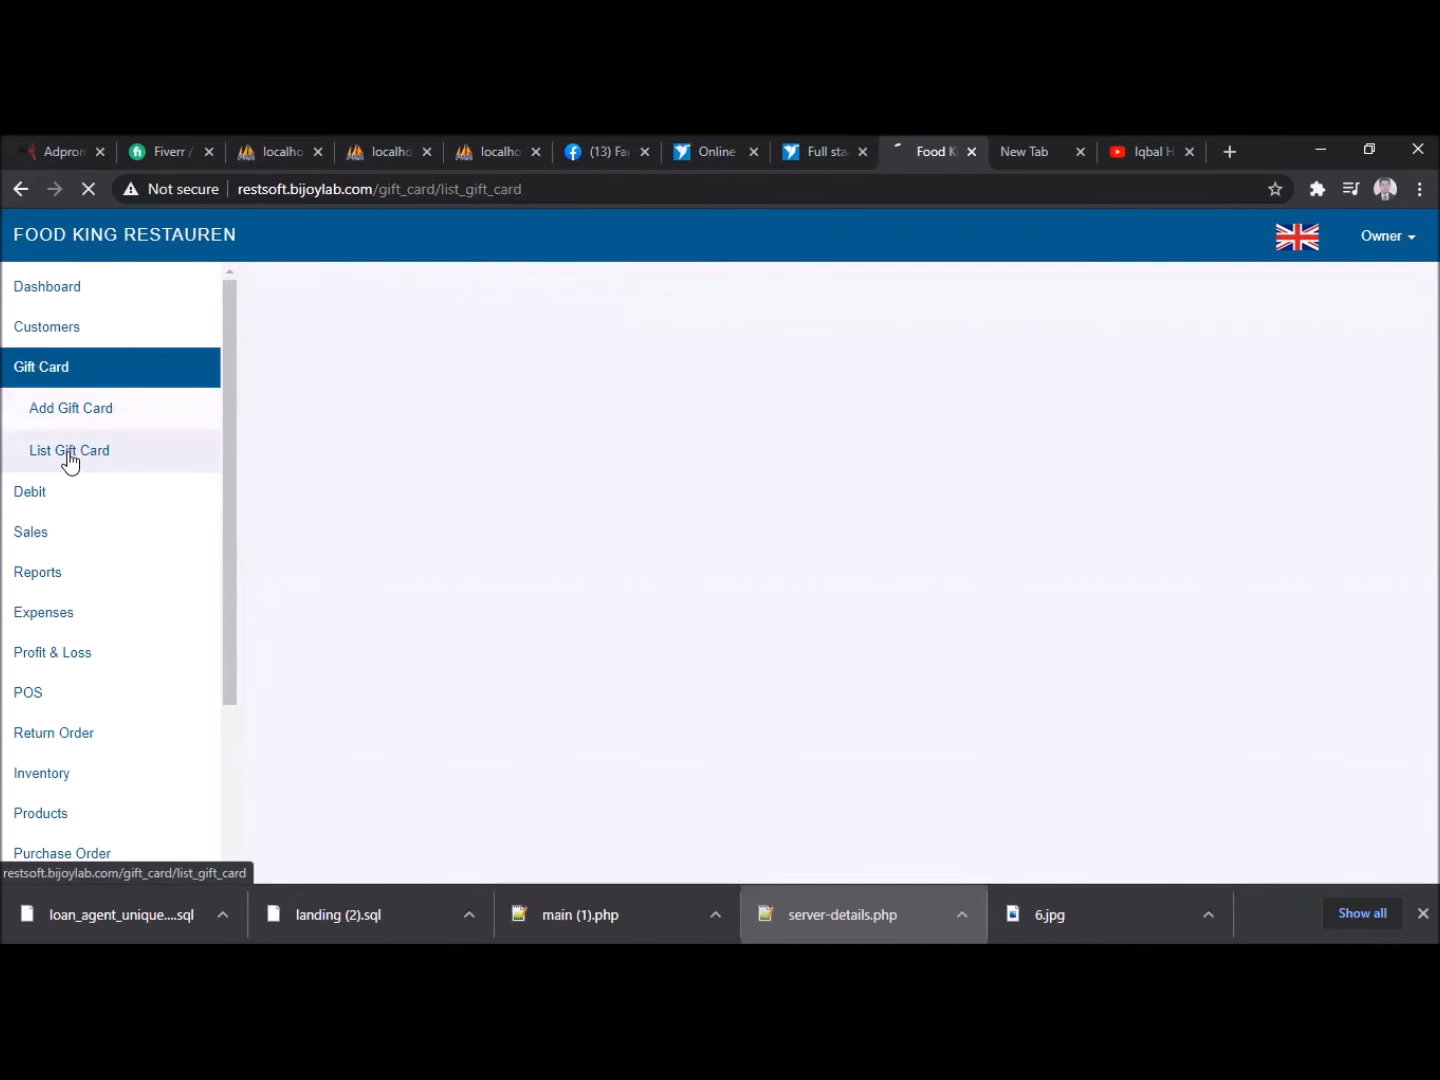 Adpron
Fiverr /
localho
localho
localho
(13) Fa
Online
Full sta
Food K
New Tab
Iqbal H
Not secure
restsoft.bijoylab.com/gift_card/list_gift_card
FOOD KING RESTAUREN
Owner
Dashboard
Customers
Gift Card
Add Gift Card
List Gift Card
Debit
Sales
Reports
Expenses
Profit & Loss
POS
Return Order
Inventory
Products
Purchase Order
restsoft.bijoylab.com/gift_card/list_gift_card
loan_agent_unique....sql
landing (2).sql
main (1).php
server-details.php
6.jpg
Show all